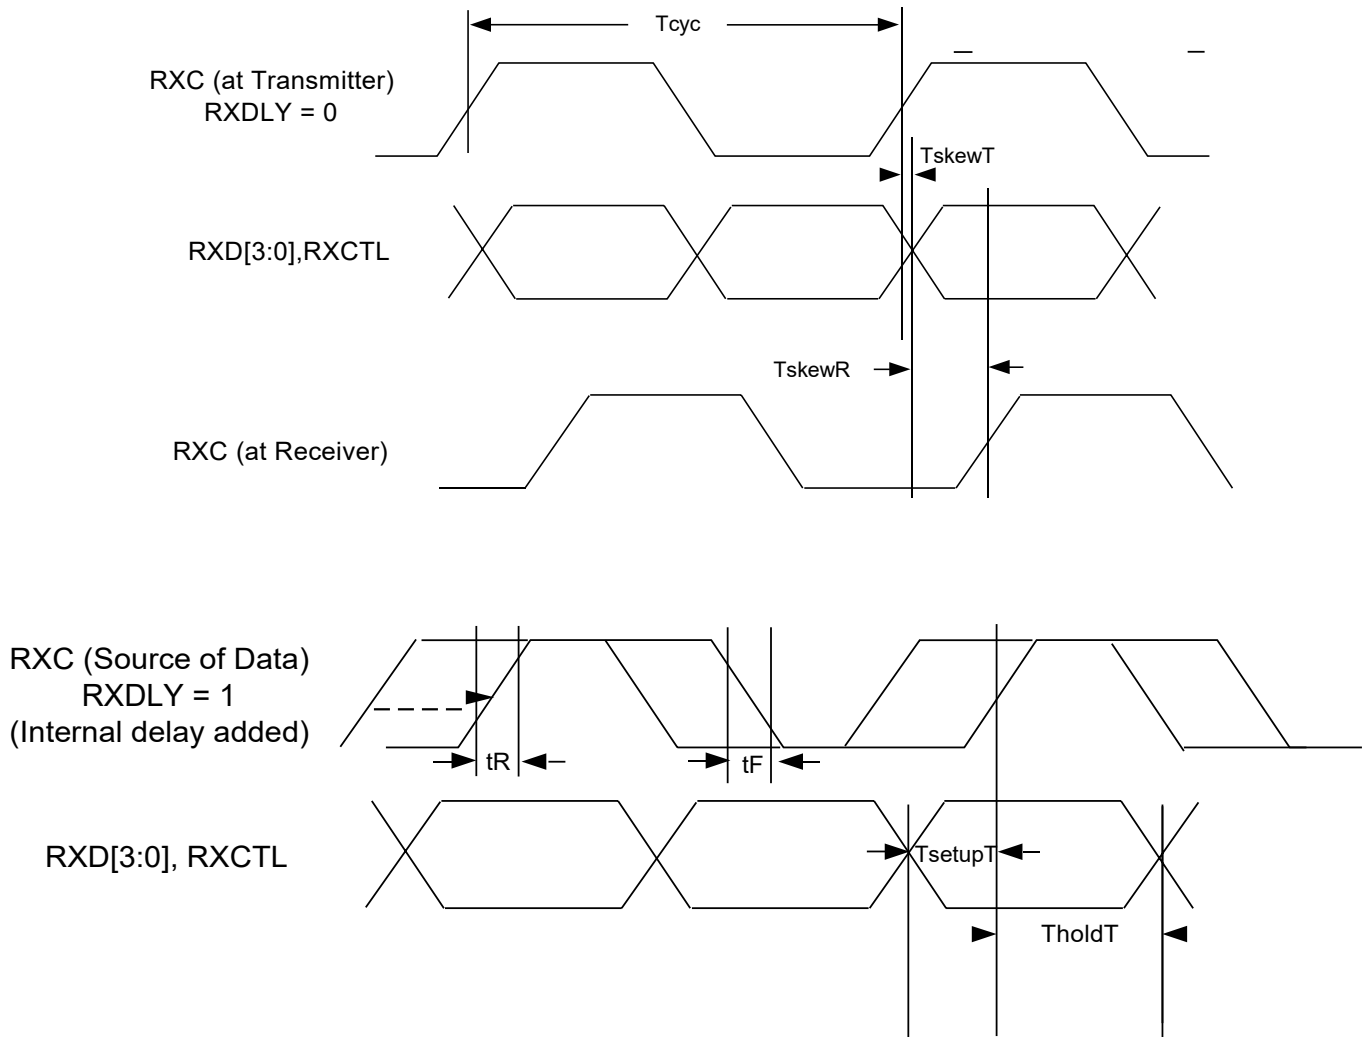 Tcyc
RXC (at Transmitter)
RXDLY = 0
TskewT
RXD[3:0],RXCTL
TskewR
RXC (at Receiver)
RXC (Source of Data)
RXDLY = 1
(Internal delay added)
tR
tF
RXD[3:0], RXCTL
TsetupT
TholdT